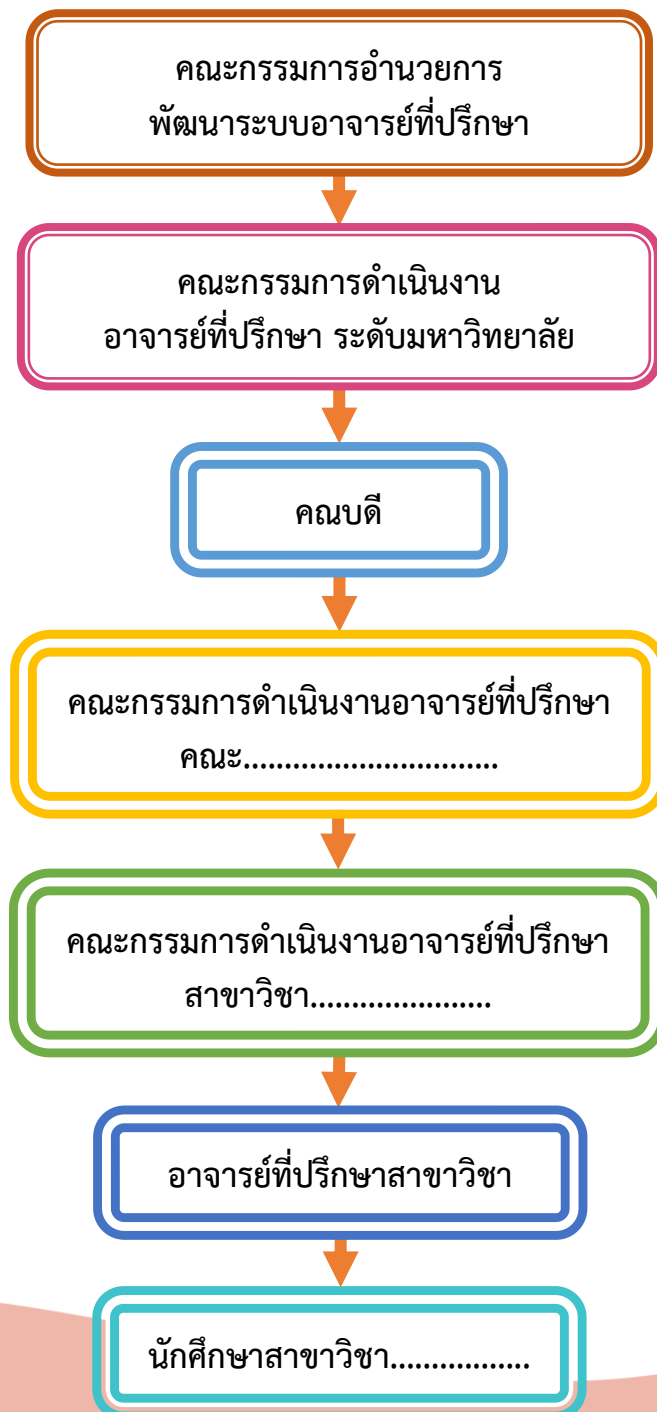 คณะกรรมการอำนวยการ
พัฒนาระบบอาจารย์ที่ปรึกษา
คณะกรรมการดำเนินงาน
อาจารย์ที่ปรึกษา ระดับมหาวิทยาลัย
คณบดี
คณะกรรมการดำเนินงานอาจารย์ที่ปรึกษา
คณะ...............................
คณะกรรมการดำเนินงานอาจารย์ที่ปรึกษา
สาขาวิชา......................
อาจารย์ที่ปรึกษาสาขาวิชา
นักศึกษาสาขาวิชา.................